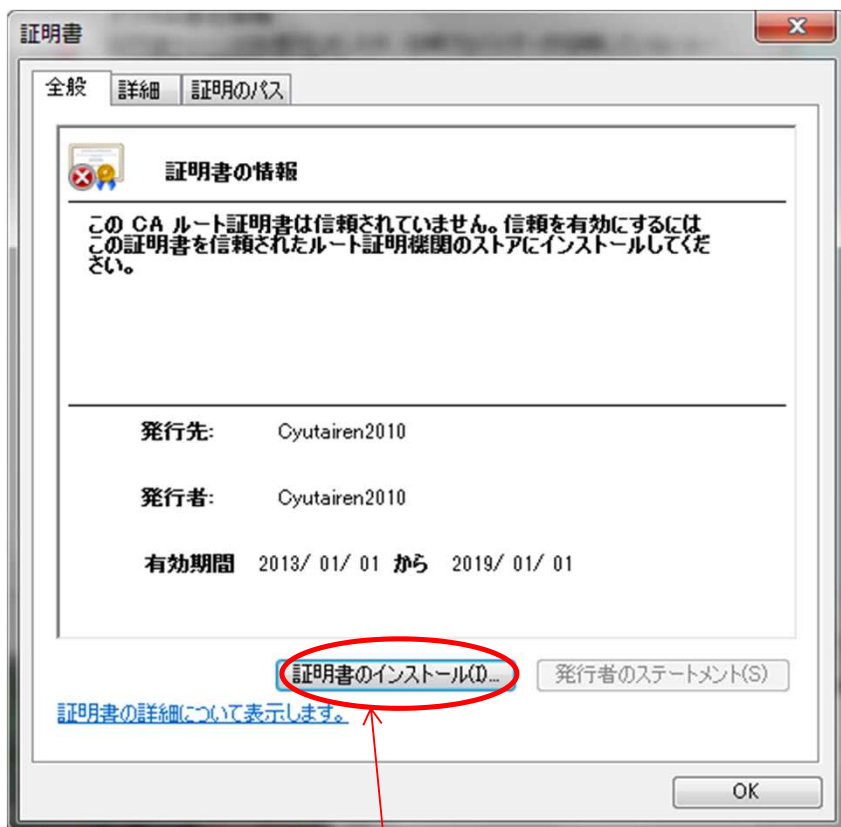 証明書
全般 詳細 証明のパス
証明書の情報
この CA ルート証明書は信頼されていません。信頼を有効にするには
この証明書を信頼されたルート証明機関のストアにインストールしてくだ
さい。
発行先: Cyutairen2010
発行者: Cyutairen2010
有効期間 2013/ 01/ 01 から 2019/ 01/ 01
証明書のインストール(I)... 発行者のステートメント(S)
証明書の詳細について表示します。
OK